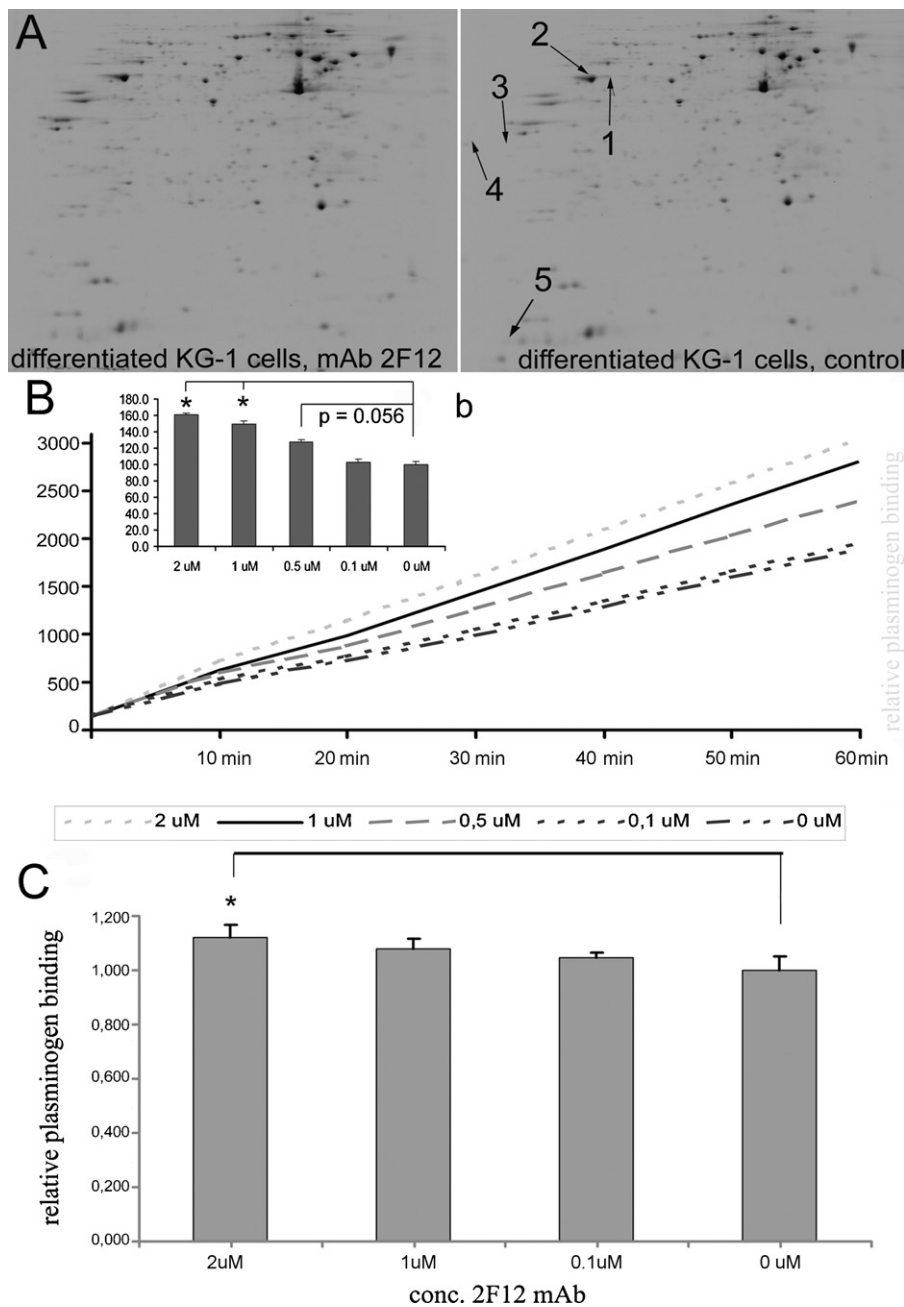 A
2
3
1
4
5
differentiated KG-1 cells, mAb 2F12
differentiated KG-1 cells, control
B
b
180.0
160.0
140.0
120.0
100.0
80.0
60.0
40.0
20.0
0.0
* *
p = 0.056
2 uM 1 uM 0.5 uM 0.1 uM 0 uM
3000
2500
2000
1500
1000
500
0
10 min 20 min 30 min 40 min 50 min 60min
relative plasminogen binding
2 uM 1 uM 0,5 uM 0,1 uM 0 uM
C
*
relative plasminogen binding
1,200
1,000
0,800
0,600
0,400
0,200
0,000
2uM 1uM 0.1uM 0 uM
conc. 2F12 mAb